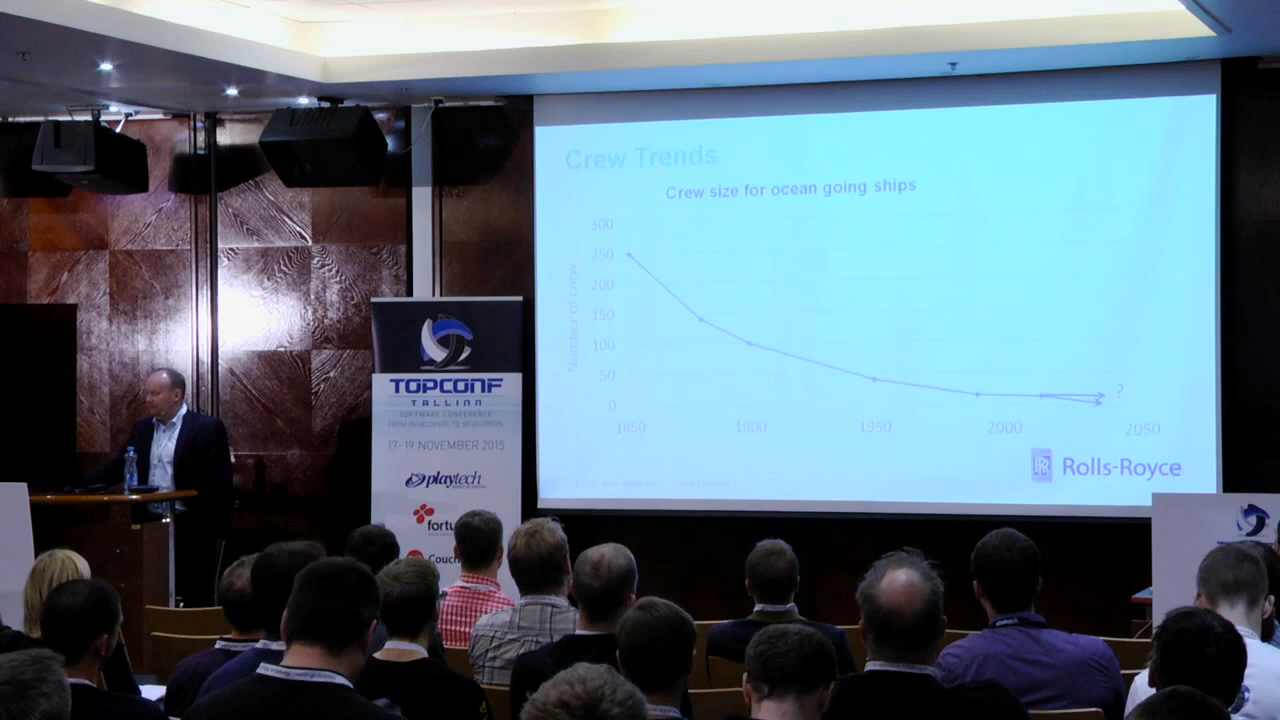 Crew Trends
Crew size for ocean going ships
Number of crew
300
250
200
150
100
50
0
1850
1900
1950
2000
2050
?
Rolls-Royce
TOPCONF
TALLINN
SOFTWARE CONFERENCE
FROM DEVELOPERS TO DEVELOPERS
17-19 NOVEMBER 2015
playtech
fortu
Couch